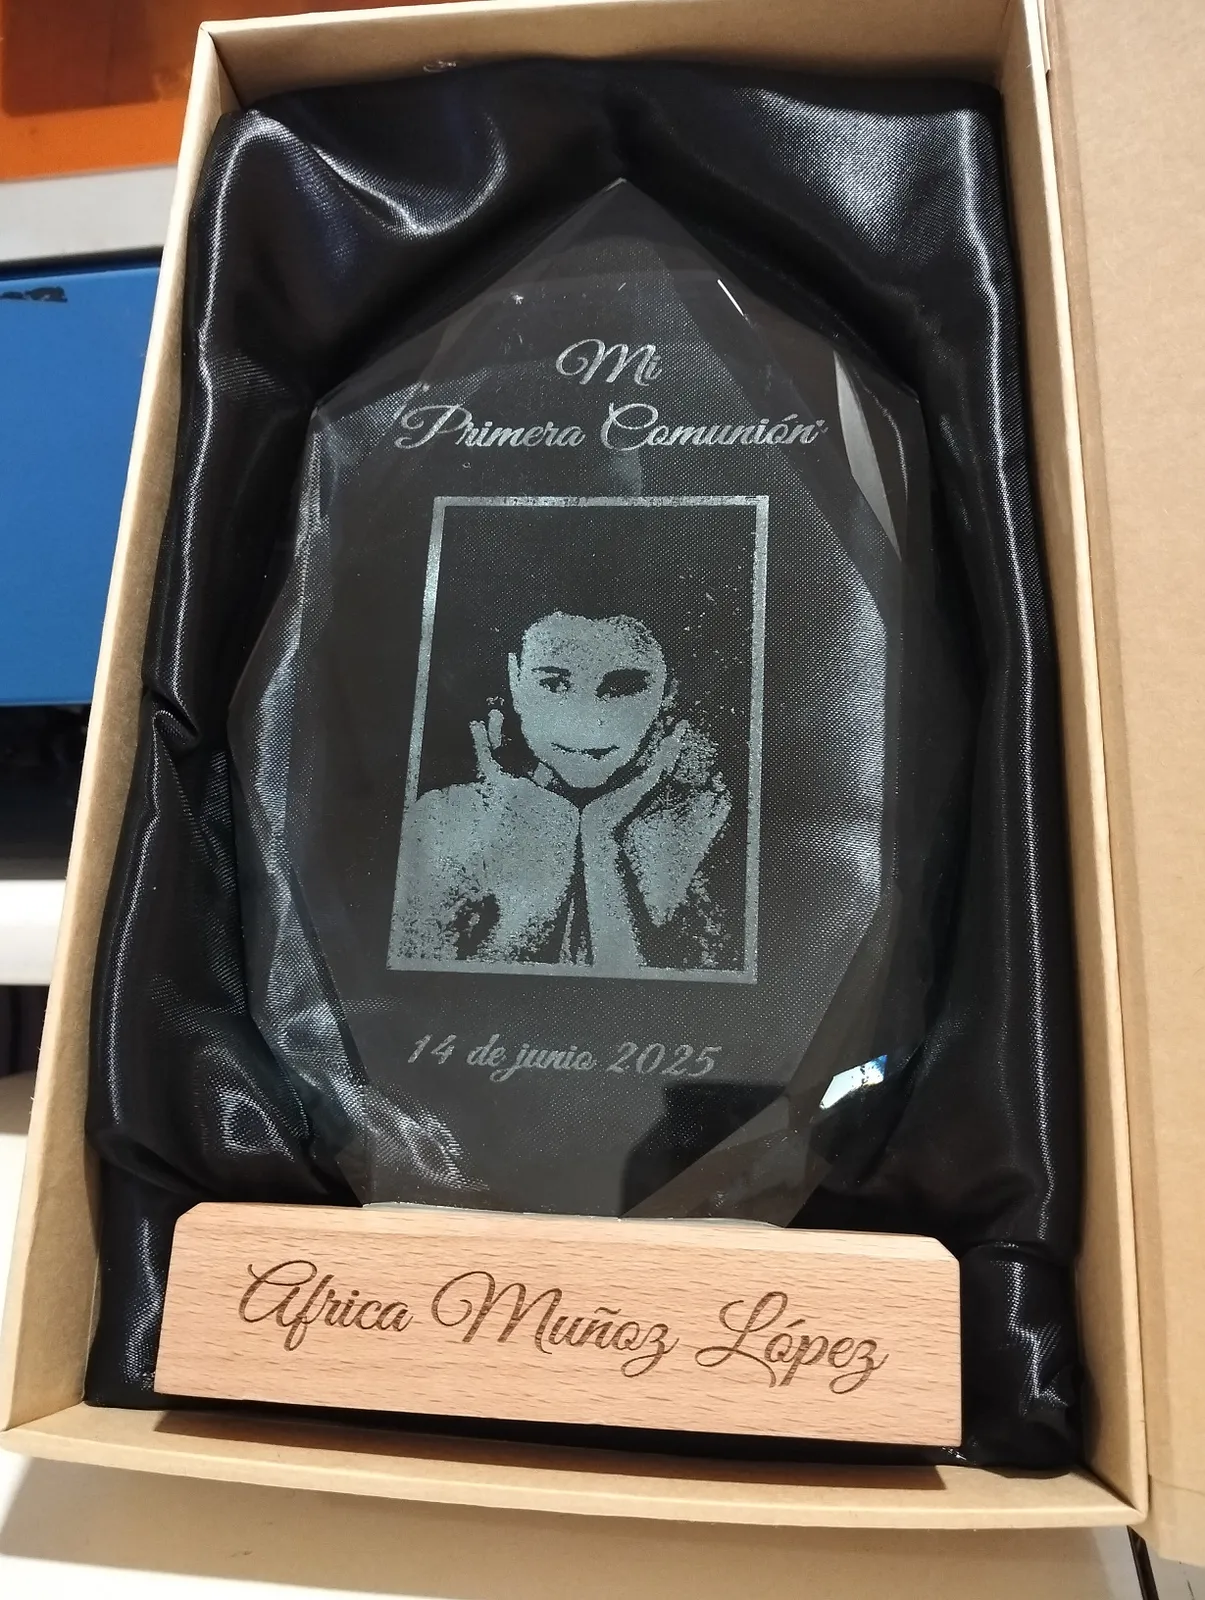 Mi
"Primera Comunión"
14 de junio 2025
Africa Muñoz López